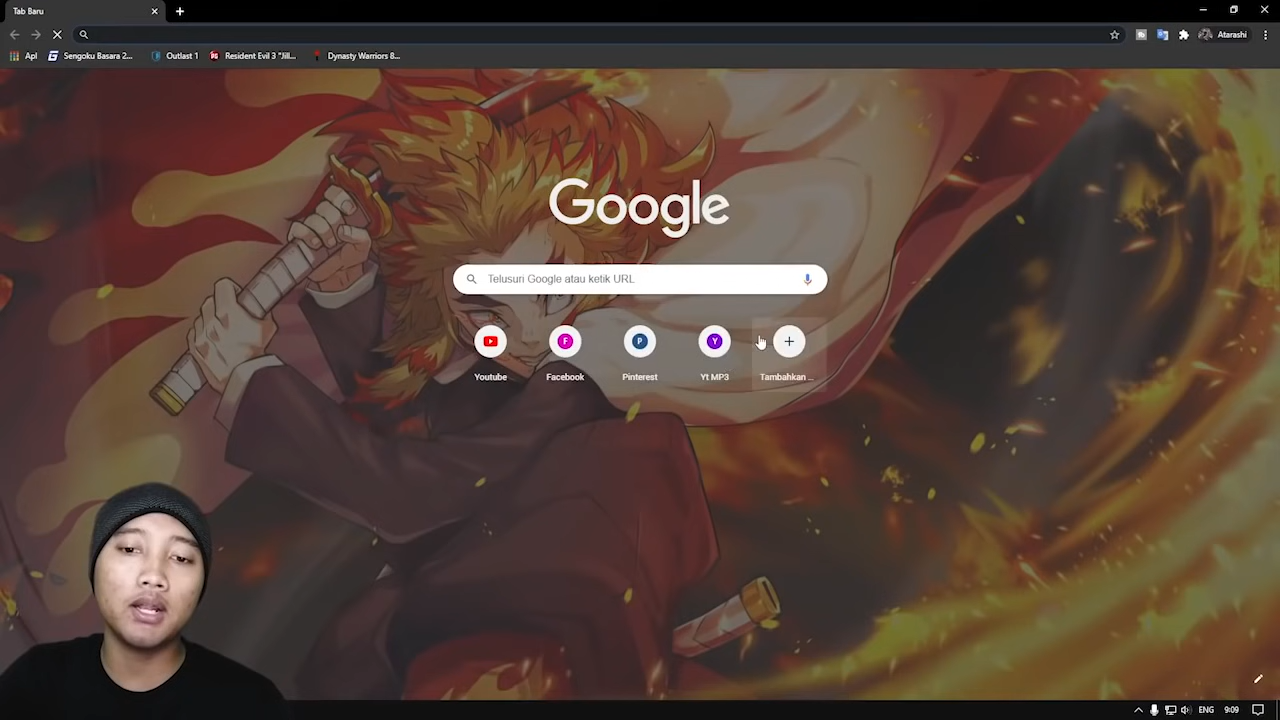 Tab Baru
Atarashi
Apl
Sengoku Basara 2...
Outlast 1
Resident Evil 3 "Jill...
Dynasty Warriors 8...
Google
Telusuri Google atau ketik URL
F
P
Y
Youtube
Facebook
Pinterest
Yt MP3
Tambahkan ...
ENG
9:09